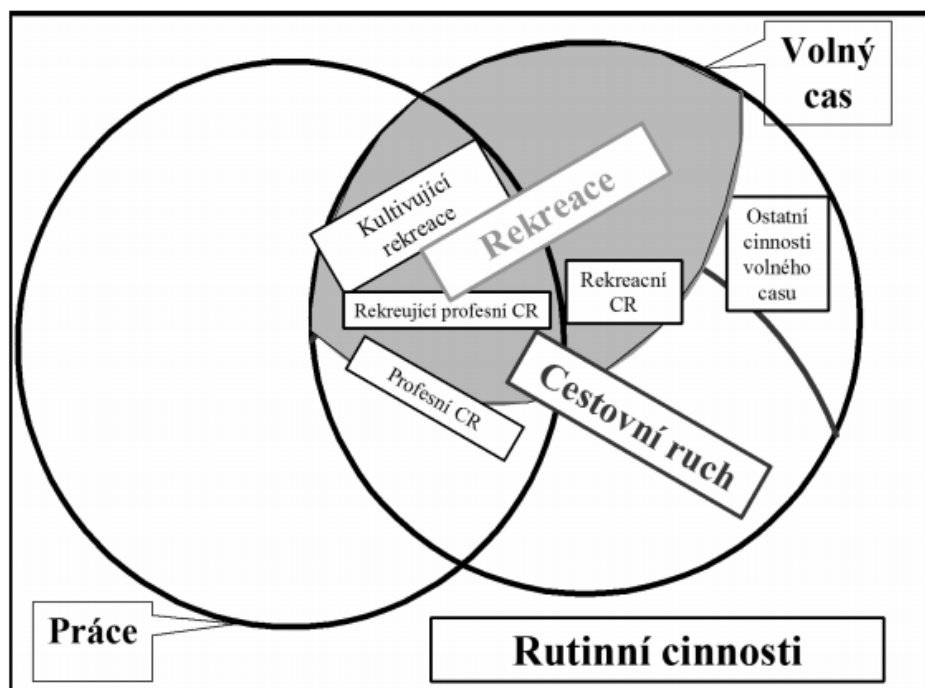 Volný
cas
Kultivující
rekreace
Rekreace
Ostatní
cinnosti
volného
casu
Rekreacní
CR
Rekreující profesní CR
Profesní CR
Cestovní ruch
Práce
Rutinní cinnosti